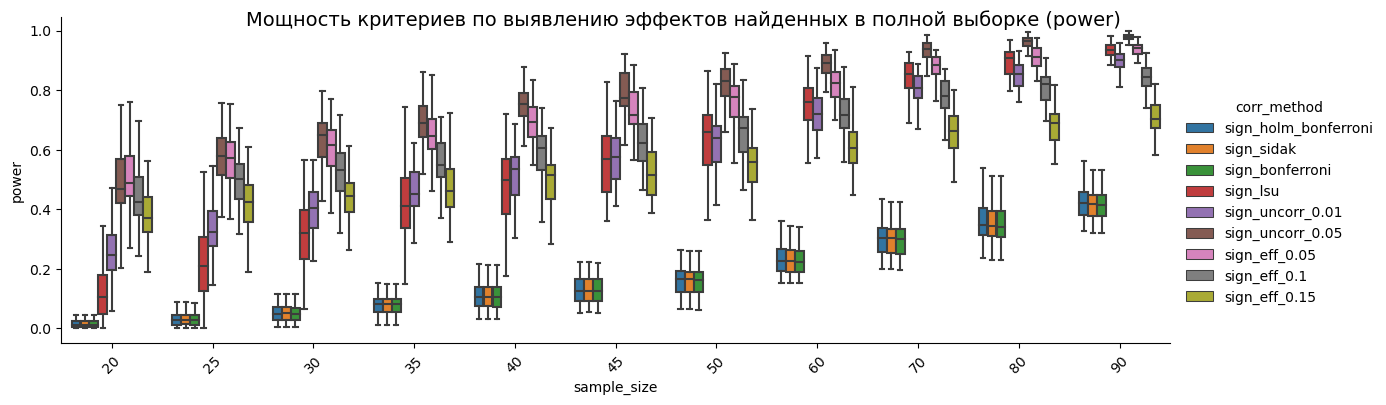 Мощность критериев по выявлению эффектов найденных в полной выборке (power)
1.0
0.8
0.6
0.4
0.2
0.0
power
20
25
30
35
40
45
50
60
70
80
90
sample_size
corr_method
sign_holm_bonferroni
sign_sidak
sign_bonferroni
sign_lsu
sign_uncorr_0.01
sign_uncorr_0.05
sign_eff_0.05
sign_eff_0.1
sign_eff_0.15